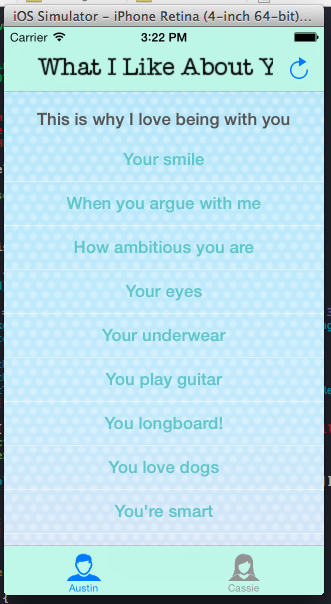 iOS Simulator – iPhone Retina (4-inch 64-bit)...
Carrier 3:22 PM
What I Like About Y
This is why I love being with you
Your smile
When you argue with me
How ambitious you are
Your eyes
Your underwear
You play guitar
You longboard!
You love dogs
You're smart
Austin Cassie